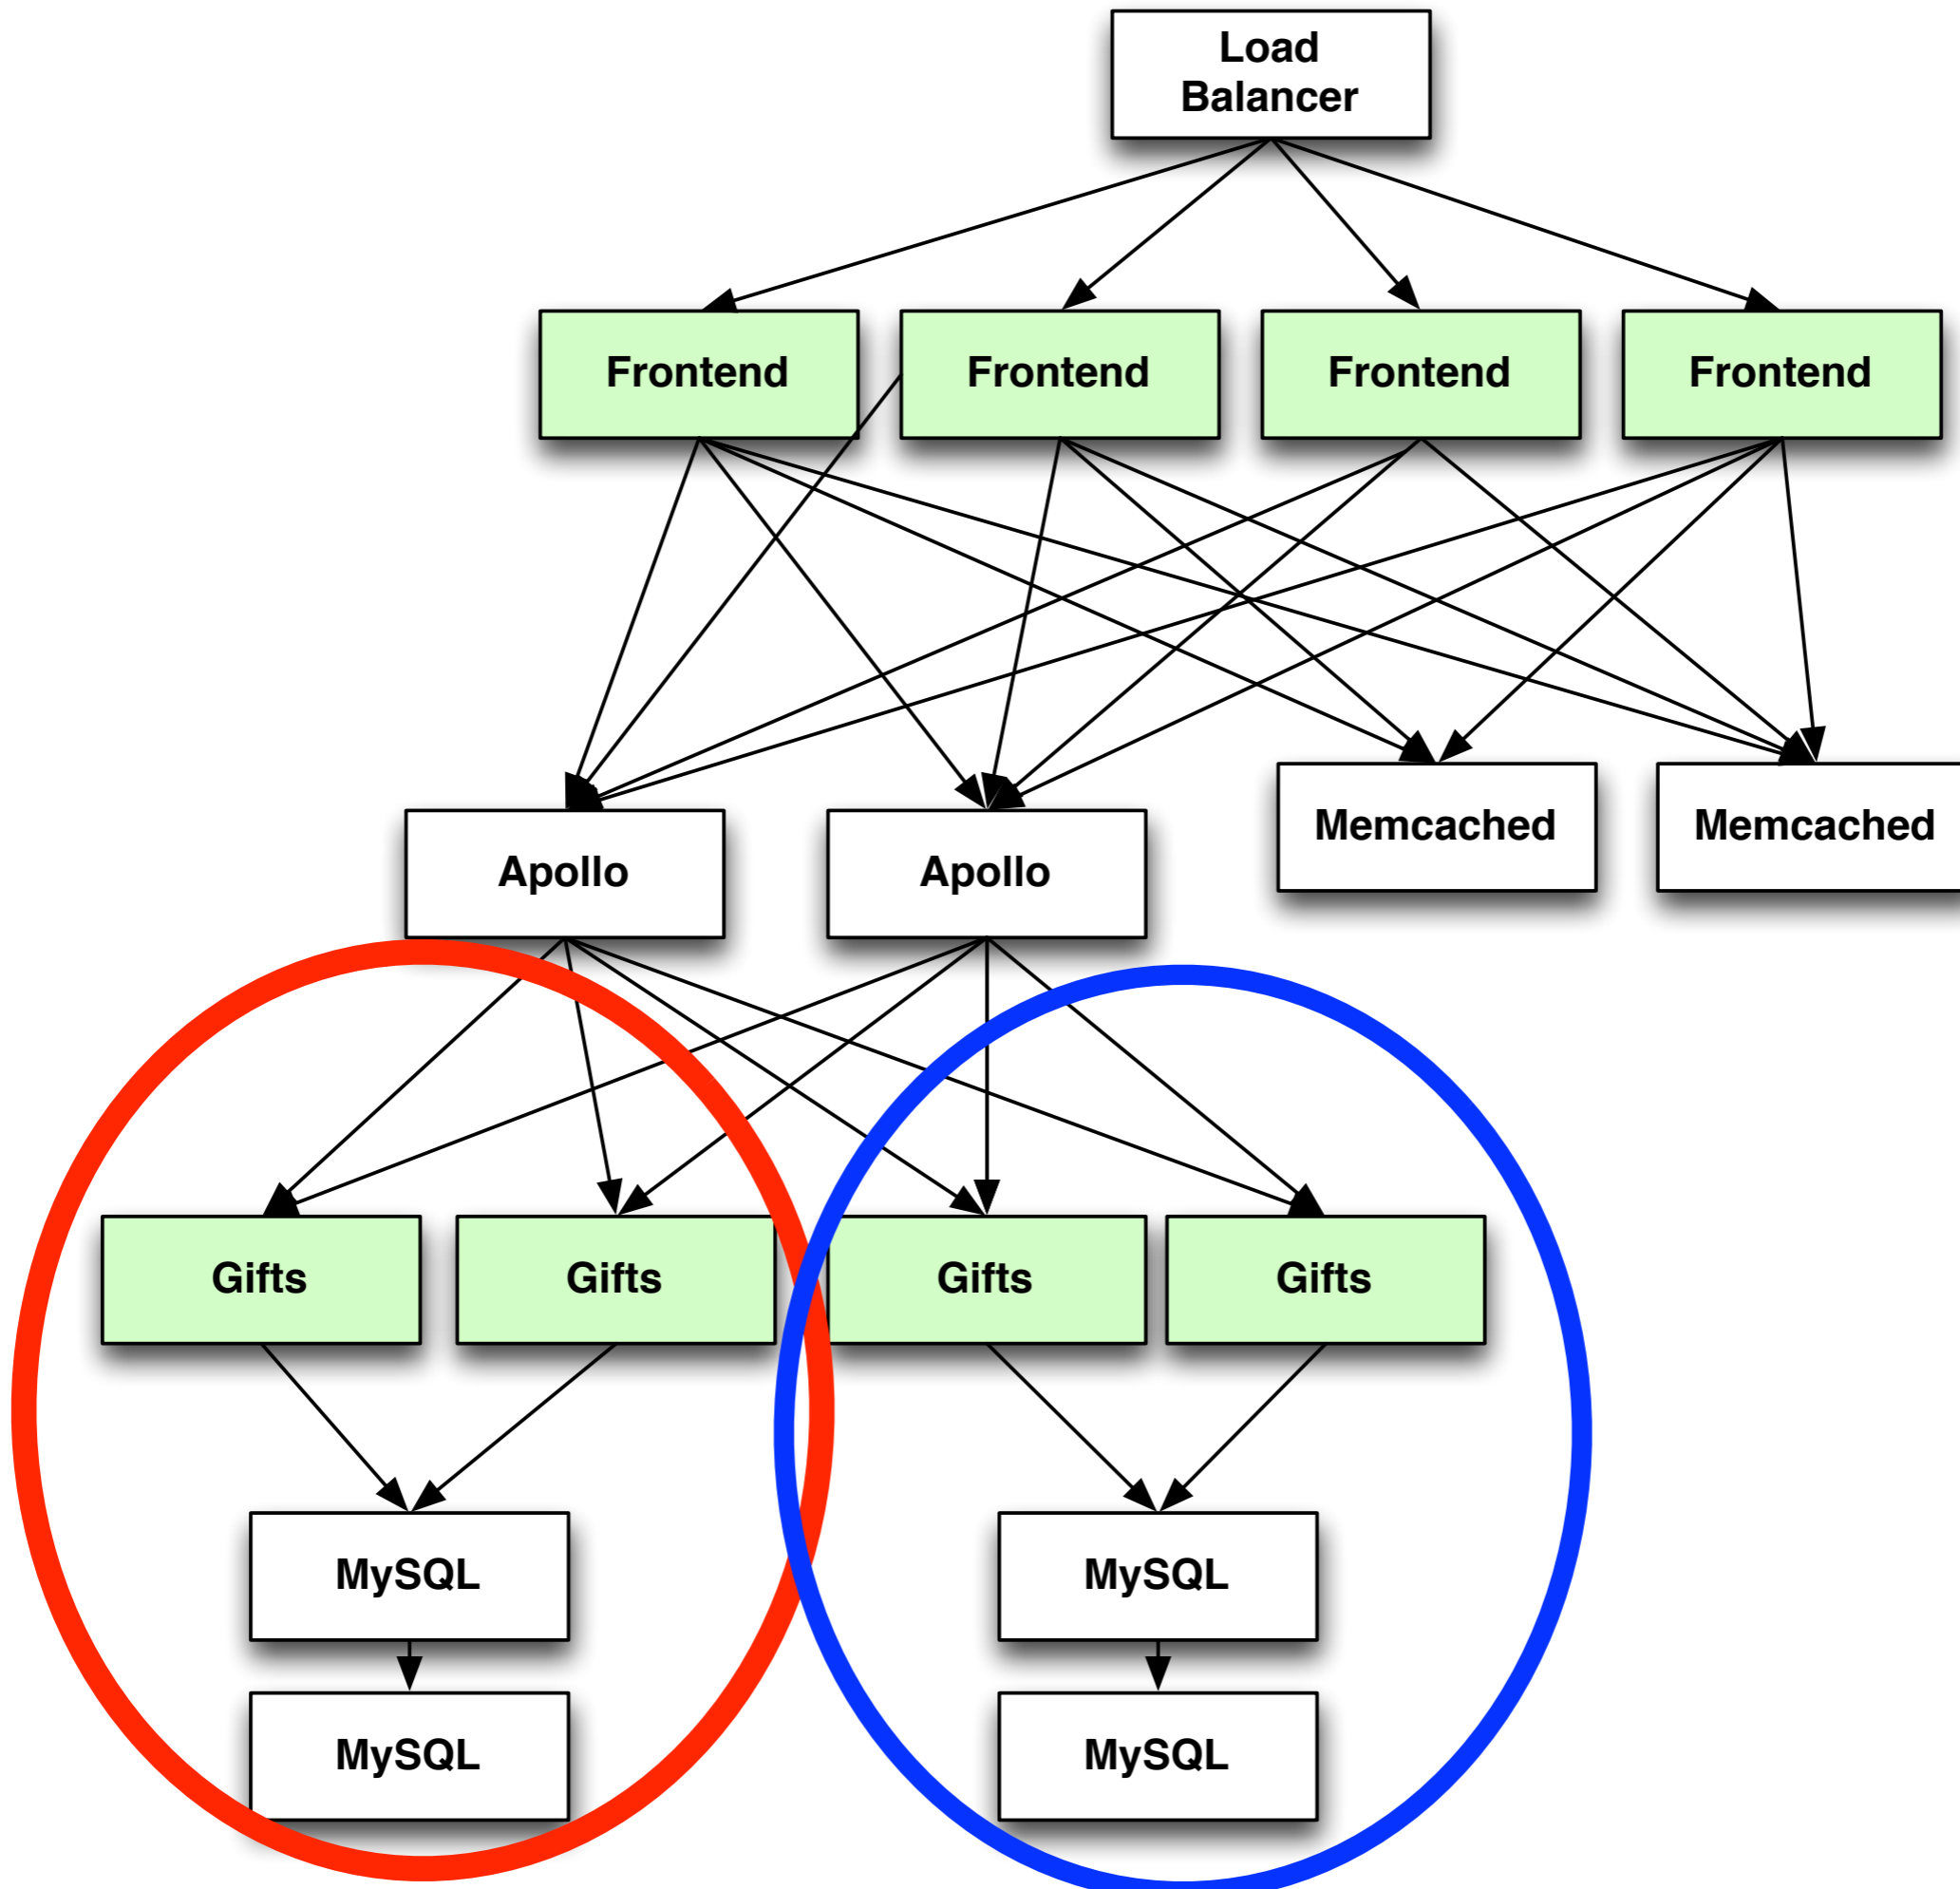 Load
Balancer
Frontend
Frontend
Frontend
Frontend
Memcached
Memcached
Apollo
Apollo
Gifts
Gifts
Gifts
Gifts
MySQL
MySQL
MySQL
MySQL